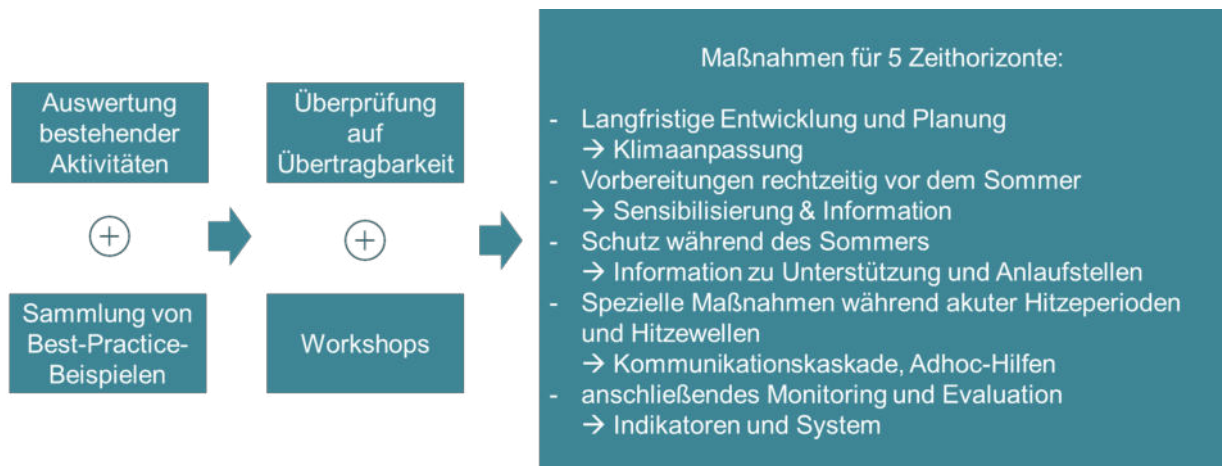 Auswertung
bestehender
Aktivitäten
+
Sammlung von
Best-Practice-
Beispielen
Überprüfung
auf
Übertragbarkeit
+
Workshops
Maßnahmen für 5 Zeithorizonte:
- Langfristige Entwicklung und Planung
→ Klimaanpassung
- Vorbereitungen rechtzeitig vor dem Sommer
→ Sensibilisierung & Information
- Schutz während des Sommers
→ Information zu Unterstützung und Anlaufstellen
- Spezielle Maßnahmen während akuter Hitzeperioden
und Hitzewellen
→ Kommunikationskaskade, Adhoc-Hilfen
- anschließendes Monitoring und Evaluation
→ Indikatoren und System